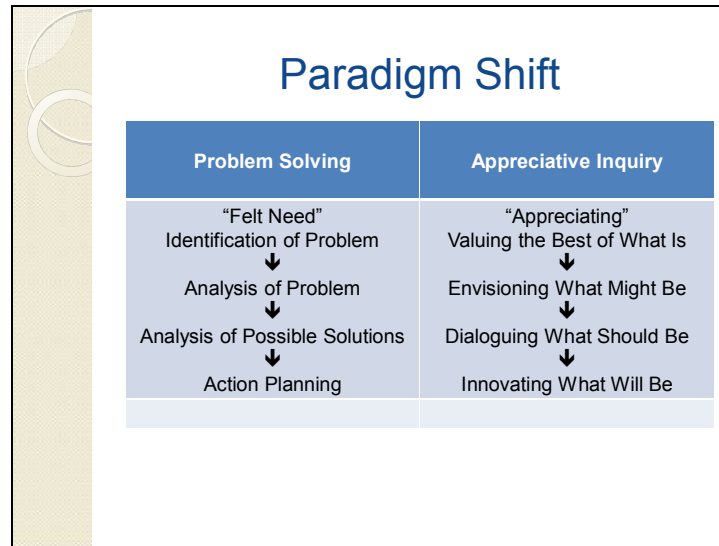 Paradigm Shift
Problem Solving
Appreciative Inquiry
“Felt Need”
Identification of Problem
Analysis of Problem
Analysis of Possible Solutions
Action Planning
“Appreciating”
Valuing the Best of What Is
Envisioning What Might Be
Dialoguing What Should Be
Innovating What Will Be